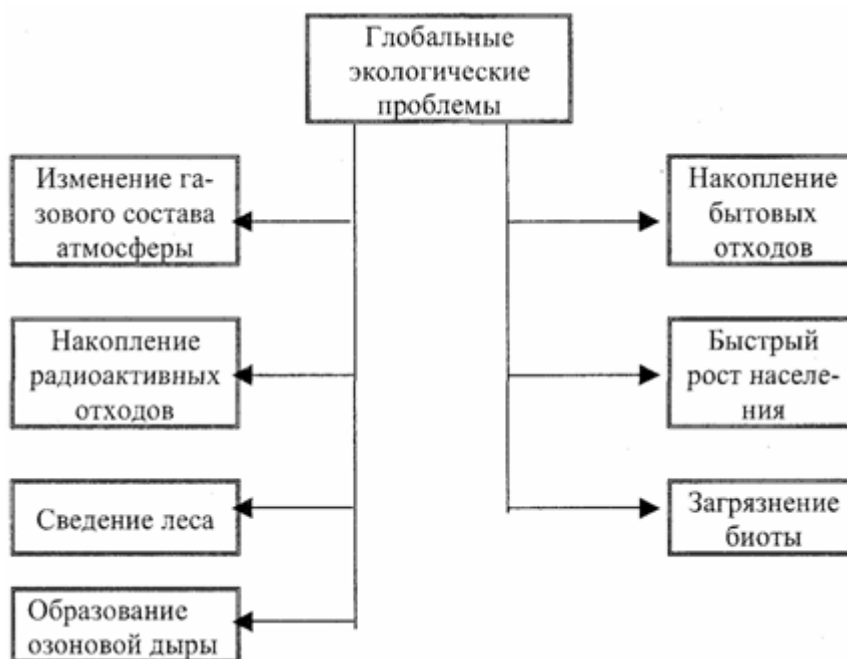 Глобальные
экологические
проблемы
Изменение га-
зового состава
атмосферы
Накопление
радиоактивных
отходов
Сведение леса
Образование
озоновой дыры
Накопление
бытовых
отходов
Быстрый
рост населе-
ния
Загрязнение
биоты